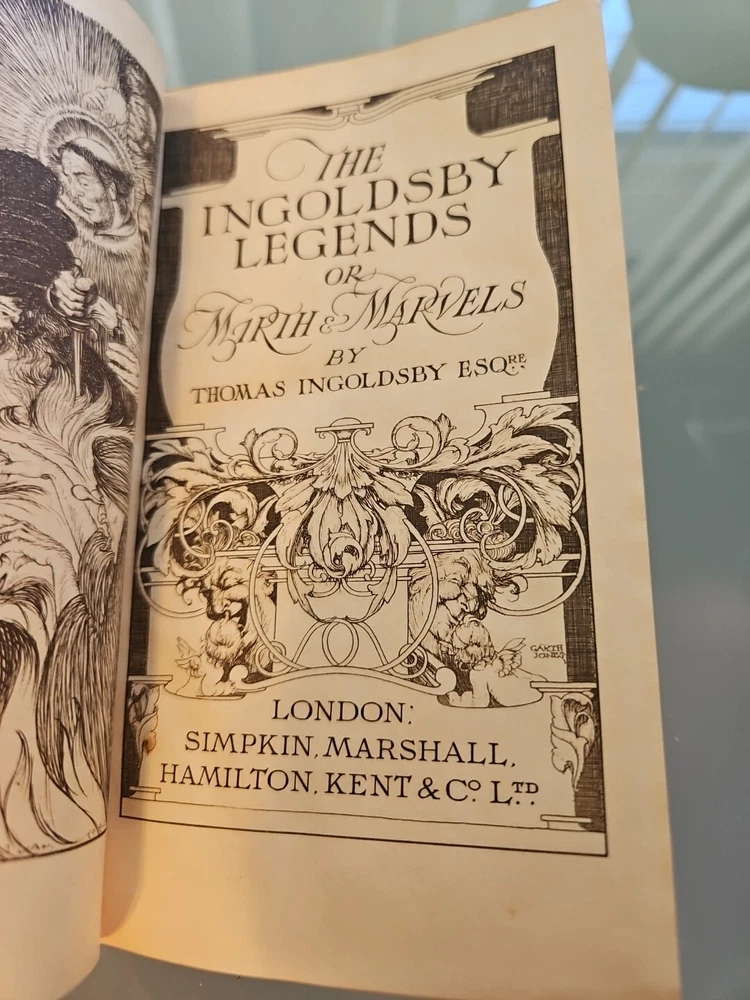 THE
INGOLDSBY
LEGENDS
OR
MIRTH & MARVELS
BY
THOMAS INGOLDSBY ESQRE
GARTH
JONES
LONDON:
SIMPKIN, MARSHALL,
HAMILTON, KENT & CO. LTD.